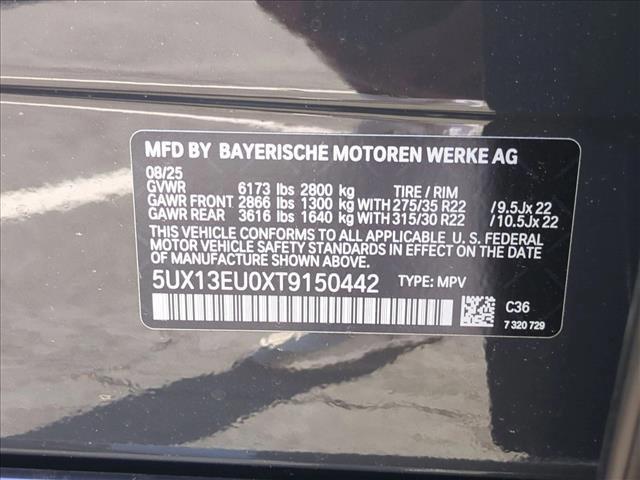 MFD BY BAYERISCHE MOTOREN WERKE AG
08/25
GVWR 6173 lbs 2800 kg TIRE / RIM
GAWR FRONT 2866 lbs 1300 kg WITH 275/35 R22 /9.5Jx 22
GAWR REAR 3616 lbs 1640 kg WITH 315/30 R22 /10.5Jx 22
THIS VEHICLE CONFORMS TO ALL APPLICABLE U. S. FEDERAL
MOTOR VEHICLE SAFETY STANDARDS IN EFFECT ON THE DATE
OF MANUFACTURE SHOWN ABOVE.
5UX13EU0XT9150442 TYPE: MPV
C36
7 320 729